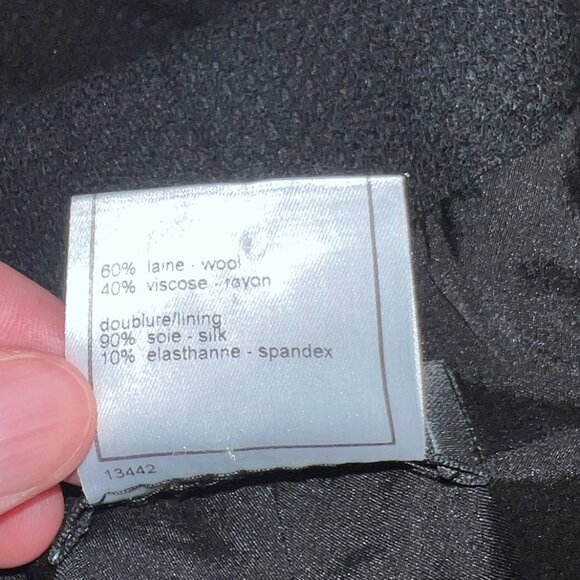 60% laine - wool
40% viscose - rayon
doublure/lining
90% soie - silk
10% elasthanne - spandex
13442